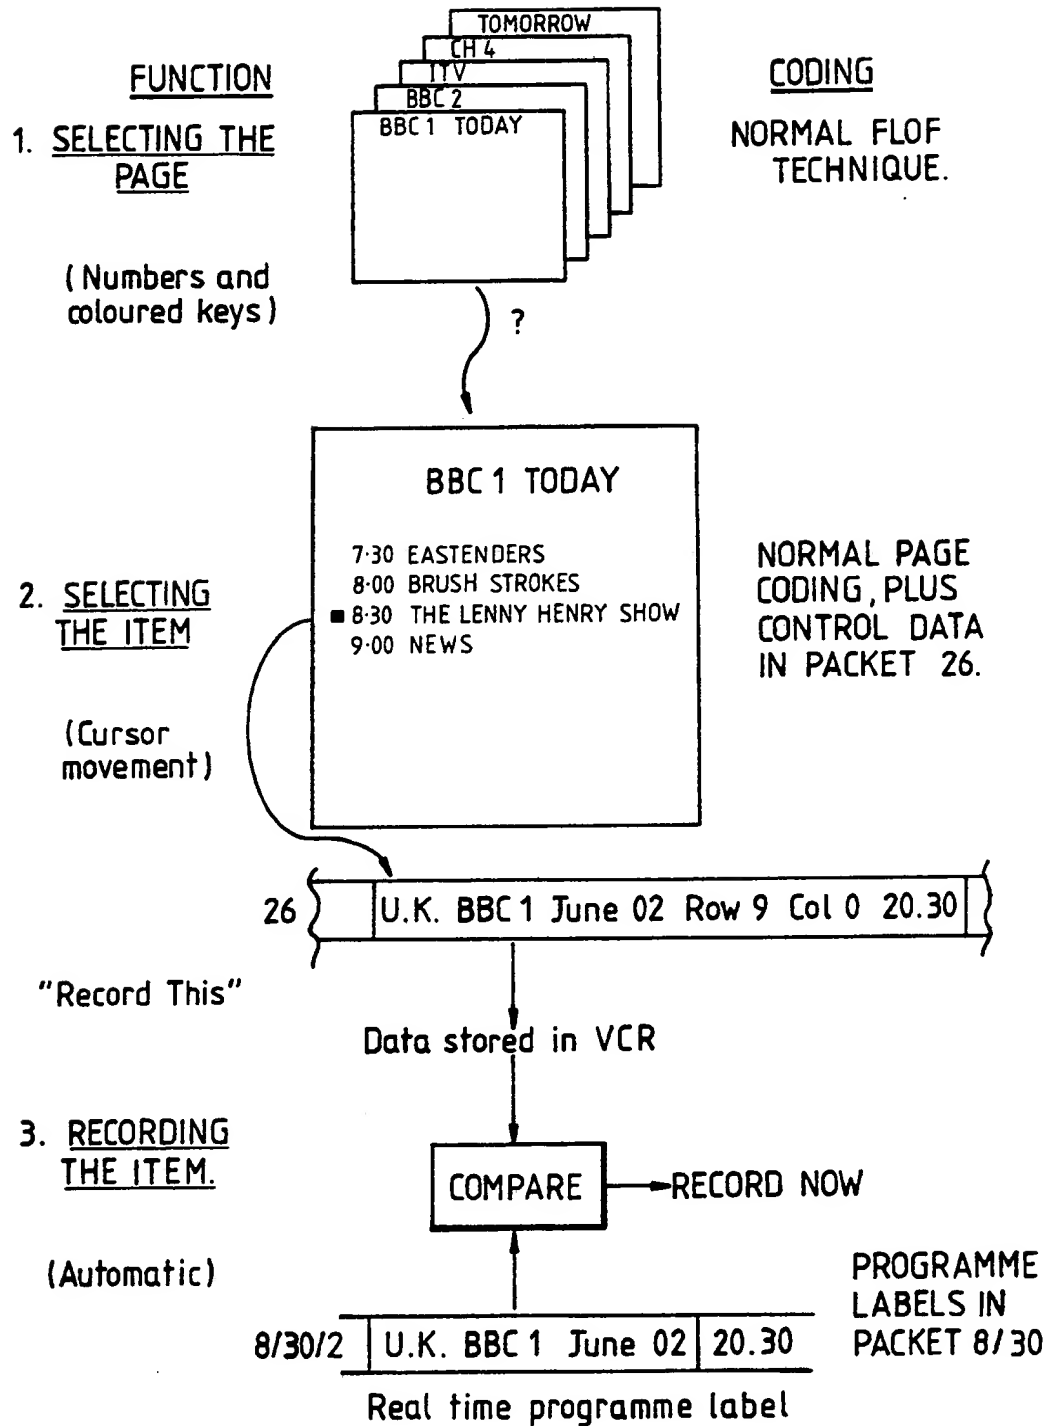 TOMORROW
CH 4
ITV
BBC 2
BBC 1 TODAY
FUNCTION
CODING
1. SELECTING THE
PAGE
NORMAL FLOF
TECHNIQUE.
(Numbers and
coloured keys)
?
BBC 1 TODAY
7·30 EASTENDERS
8·00 BRUSH STROKES
8·30 THE LENNY HENRY SHOW
9·00 NEWS
2. SELECTING
THE ITEM
NORMAL PAGE
CODING, PLUS
CONTROL DATA
IN PACKET 26.
(Cursor
movement)
26 U.K. BBC 1 June 02 Row 9 Col 0 20.30
"Record This"
Data stored in VCR
3. RECORDING
THE ITEM.
COMPARE RECORD NOW
(Automatic)
PROGRAMME
LABELS IN
PACKET 8/30
8/30/2 U.K. BBC 1 June 02 20.30
Real time programme label